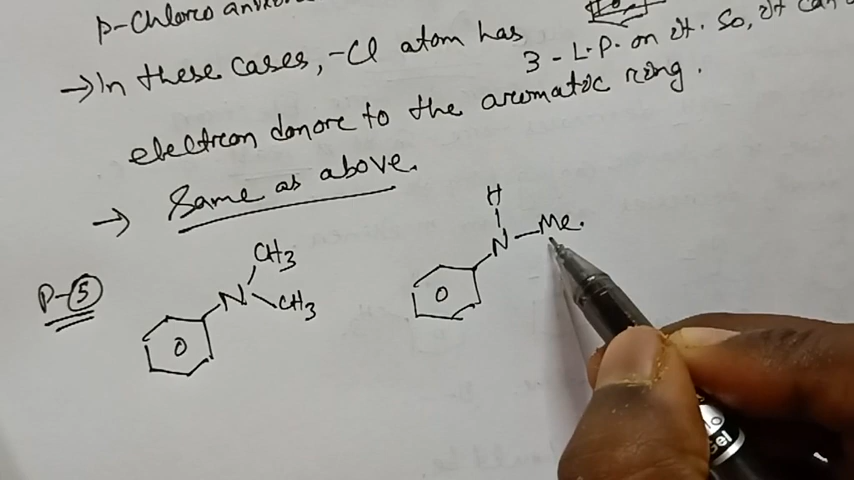 p-Chloro
→ In these cases, -Cl atom has
3 - L.P. on it. So, it can
electron donore to the aromatic ring.
→ Same as above.
P-5
CH3
N
CH3
H
N-Me.